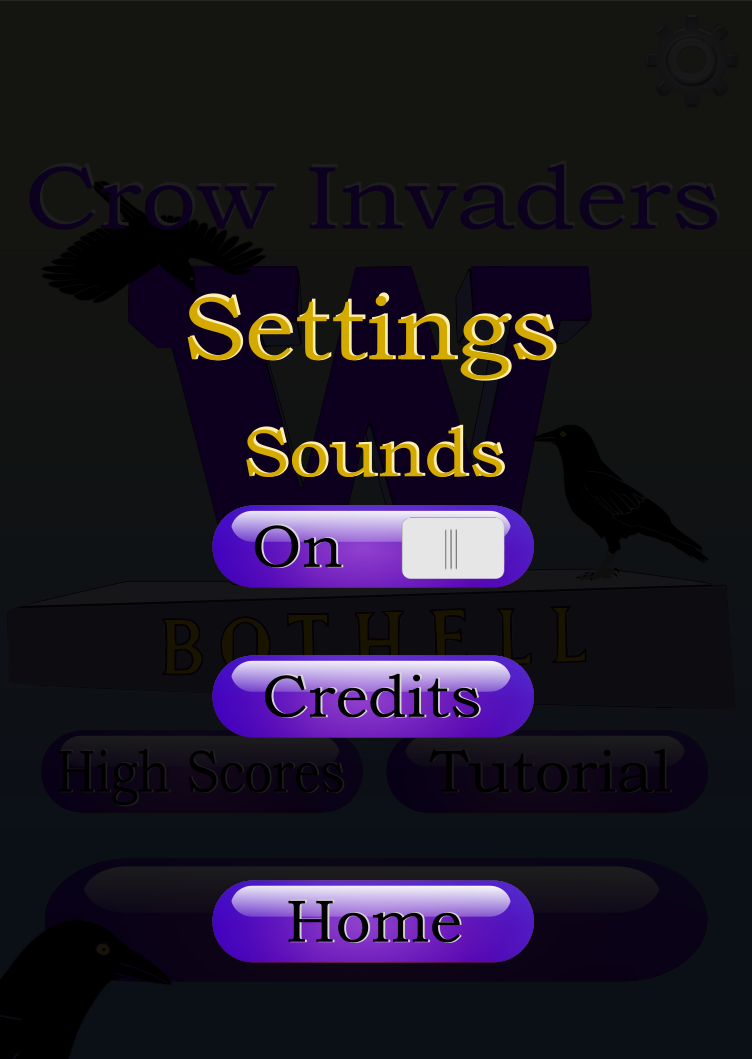 Crow Invaders
W
Settings
Sounds
On
BOTHELL
Credits
High Scores Tutorial
Home